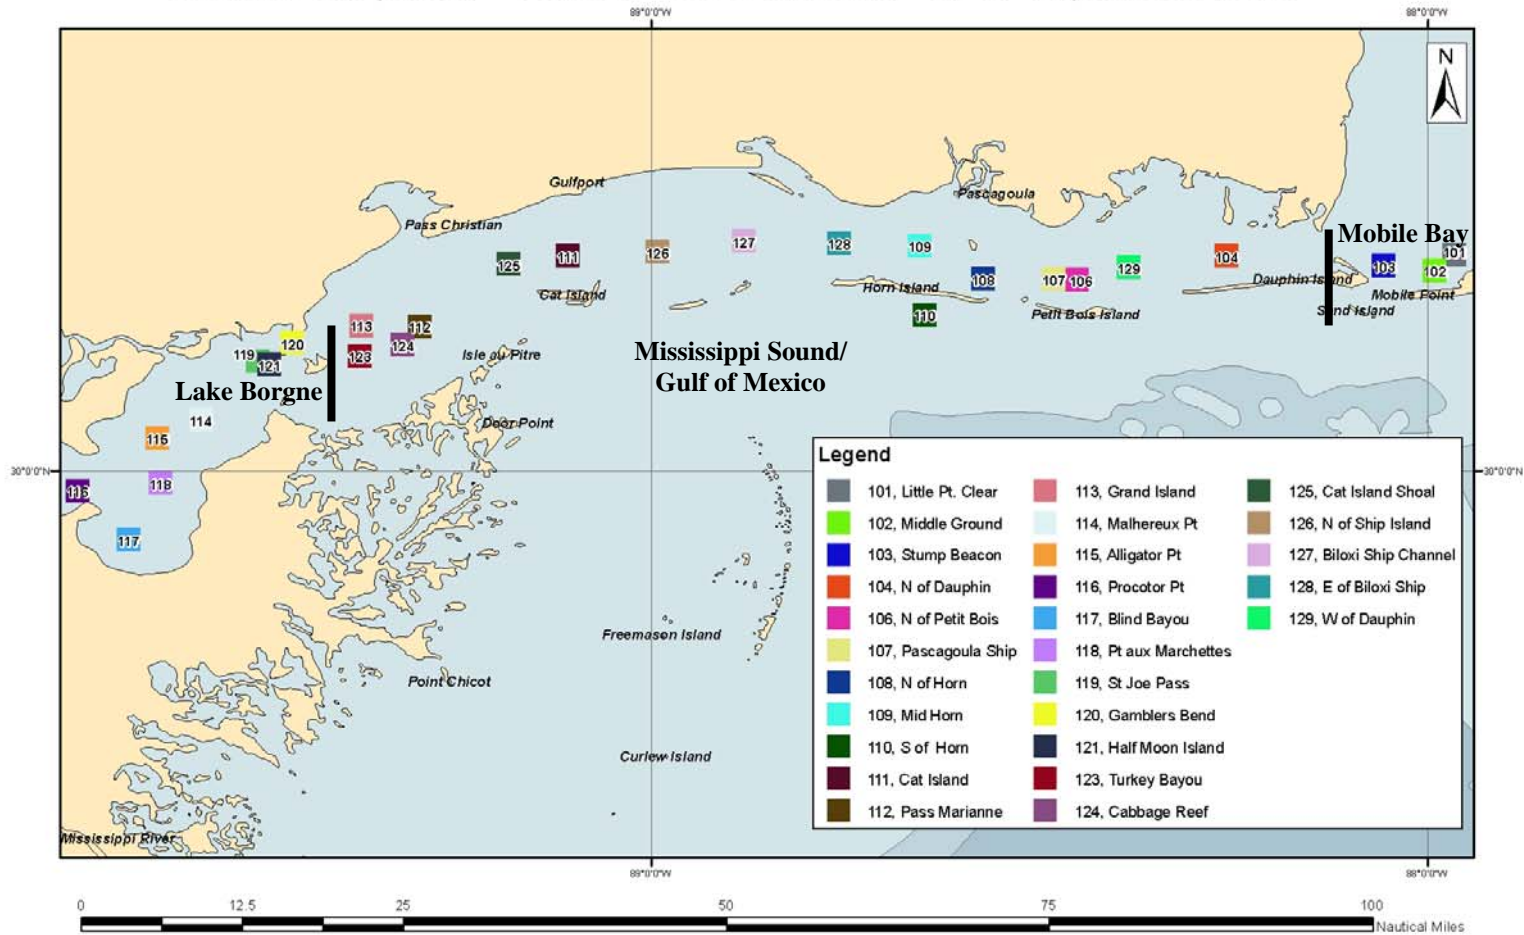 89°0'0"W
88°0'0"W
N
Gulfport
Pascagoula
Pass Christian
Mobile Bay
127
128
109
126
111
104
101
125
129
103
102
Dauphin Island
108
107
106
Horn Island
Cat Island
Mobile Point
110
Petit Bois Island
Sand Island
113
112
120
124
119
123
Isle au Pitre
121
Mississippi Sound/
Gulf of Mexico
Lake Borgne
114
Door Point
115
30°0'0"N
30°0'0"N
118
116
117
Legend
101, Little Pt. Clear
102, Middle Ground
103, Stump Beacon
104, N of Dauphin
106, N of Petit Bois
107, Pascagoula Ship
108, N of Horn
109, Mid Horn
110, S of Horn
111, Cat Island
112, Pass Marianne
113, Grand Island
114, Malhereux Pt
115, Alligator Pt
116, Procotor Pt
117, Blind Bayou
118, Pt aux Marchettes
119, St Joe Pass
120, Gamblers Bend
121, Half Moon Island
123, Turkey Bayou
124, Cabbage Reef
125, Cat Island Shoal
126, N of Ship Island
127, Biloxi Ship Channel
128, E of Biloxi Ship
129, W of Dauphin
Freemason Island
Point Chicot
Curlew Island
Mississippi River
89°0'0"W
88°0'0"W
0
12.5
25
50
75
100
Nautical Miles